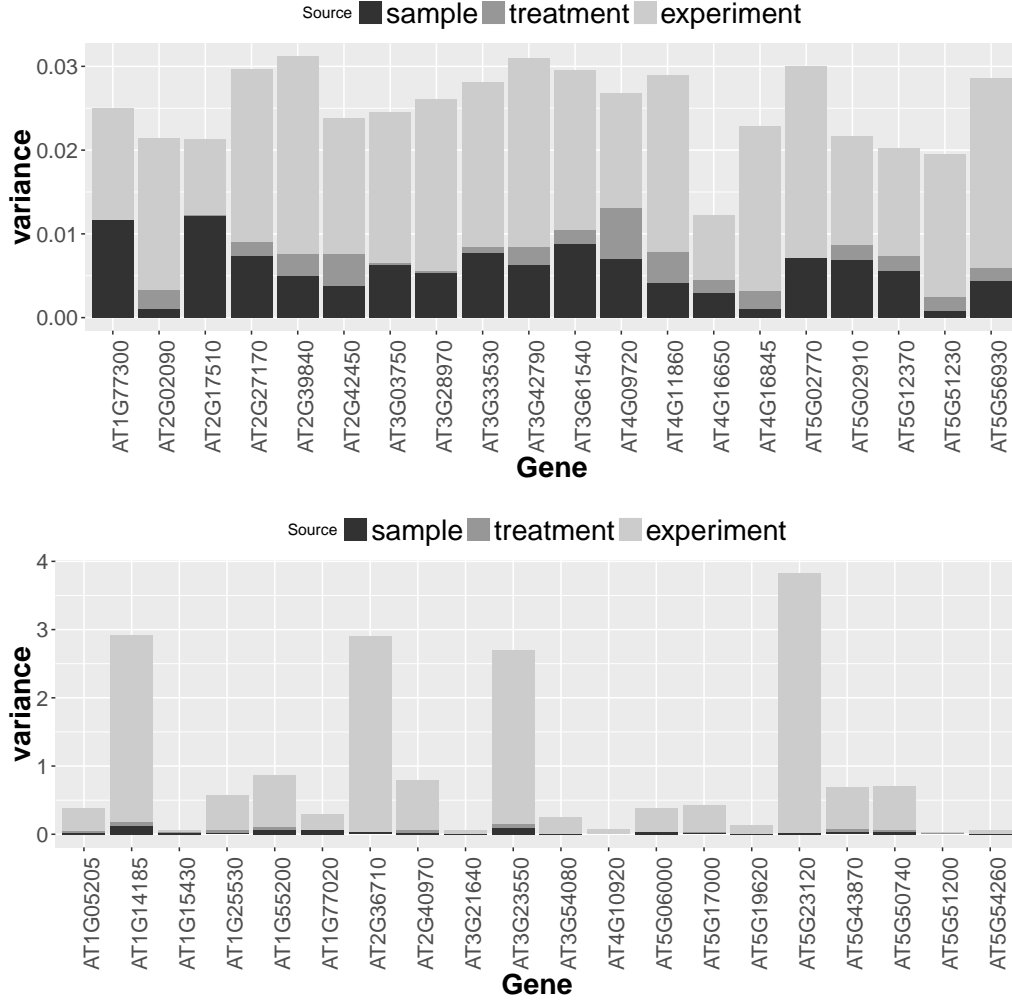 Source sample treatment experiment
variance
0.03
0.02
0.01
0.00
AT1G77300
AT2G02090
AT2G17510
AT2G27170
AT2G39840
AT2G42450
AT3G03750
AT3G28970
AT3G33530
AT3G42790
AT3G61540
AT4G09720
AT4G11860
AT4G16650
AT4G16845
AT5G02770
AT5G02910
AT5G12370
AT5G51230
AT5G56930
Gene
Source sample treatment experiment
variance
4
3
2
1
0
AT1G05205
AT1G14185
AT1G15430
AT1G25530
AT1G55200
AT1G77020
AT2G36710
AT2G40970
AT3G21640
AT3G23550
AT3G54080
AT4G10920
AT5G06000
AT5G17000
AT5G19620
AT5G23120
AT5G43870
AT5G50740
AT5G51200
AT5G54260
Gene